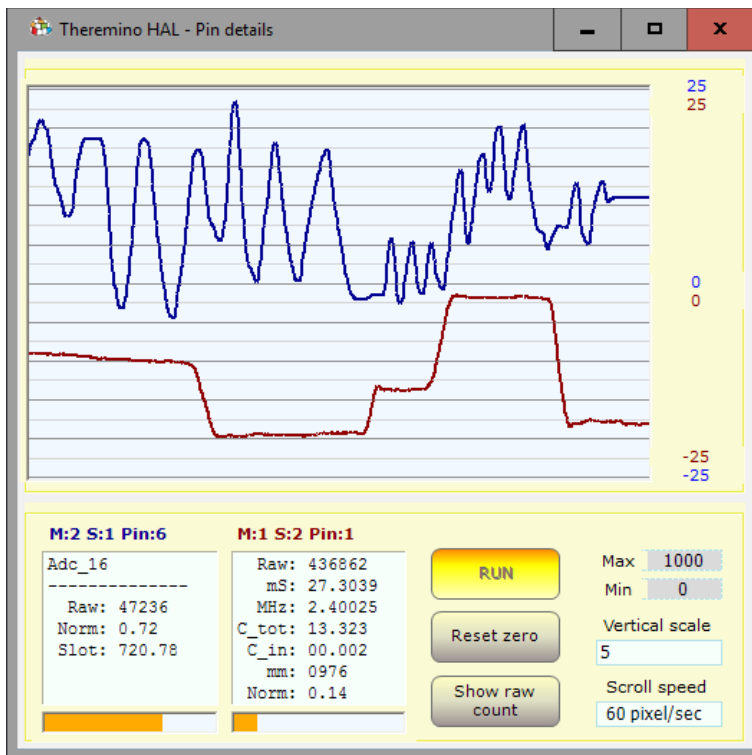 Theremino HAL - Pin details
25
25
0
0
-25
-25
M:2 S:1 Pin:6
Adc_16
--------------
Raw: 47236
Norm: 0.72
Slot: 720.78
M:1 S:2 Pin:1
Raw: 436862
mS: 27.3039
MHz: 2.40025
C_tot: 13.323
C_in: 00.002
mm: 0976
Norm: 0.14
RUN
Reset zero
Show raw
count
Max 1000
Min 0
Vertical scale
5
Scroll speed
60 pixel/sec